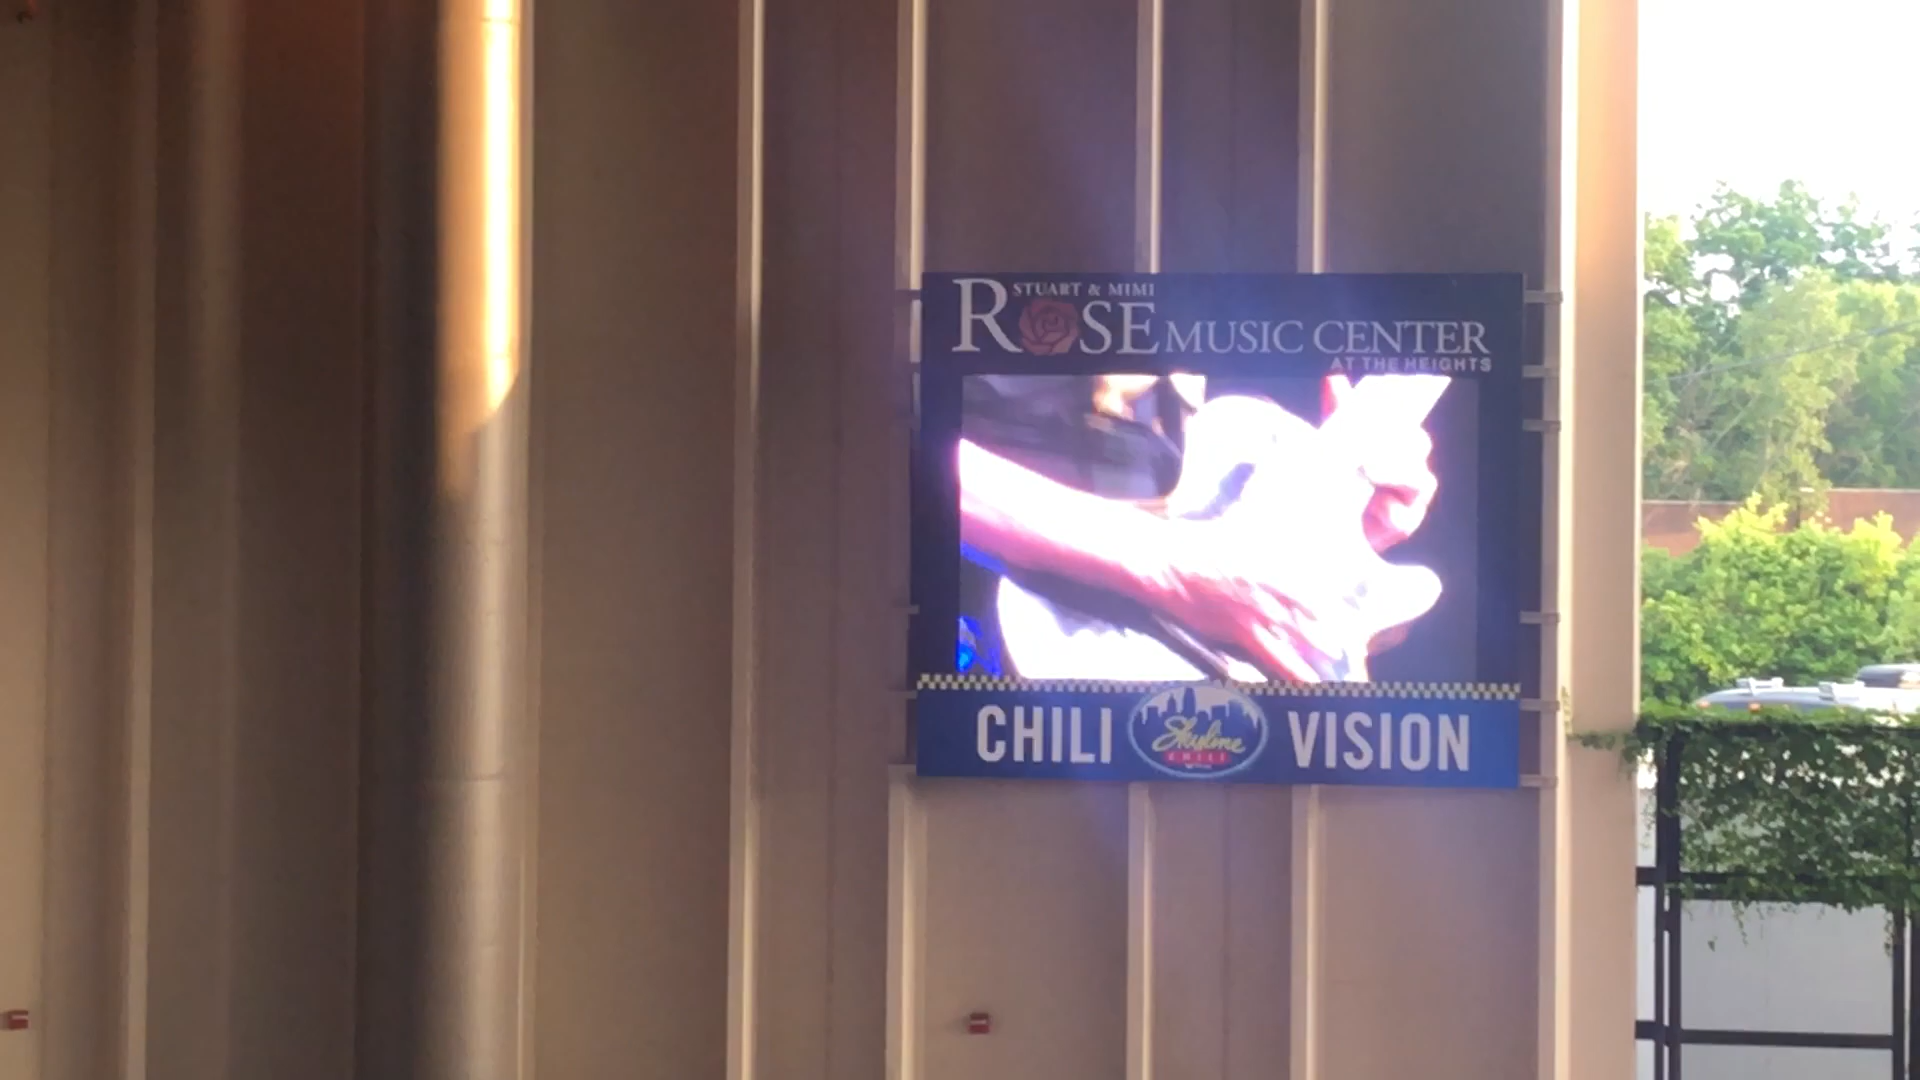 STUART & MIMI
ROSE MUSIC CENTER
AT THE HEIGHTS
CHILI Skyline CHILI VISION